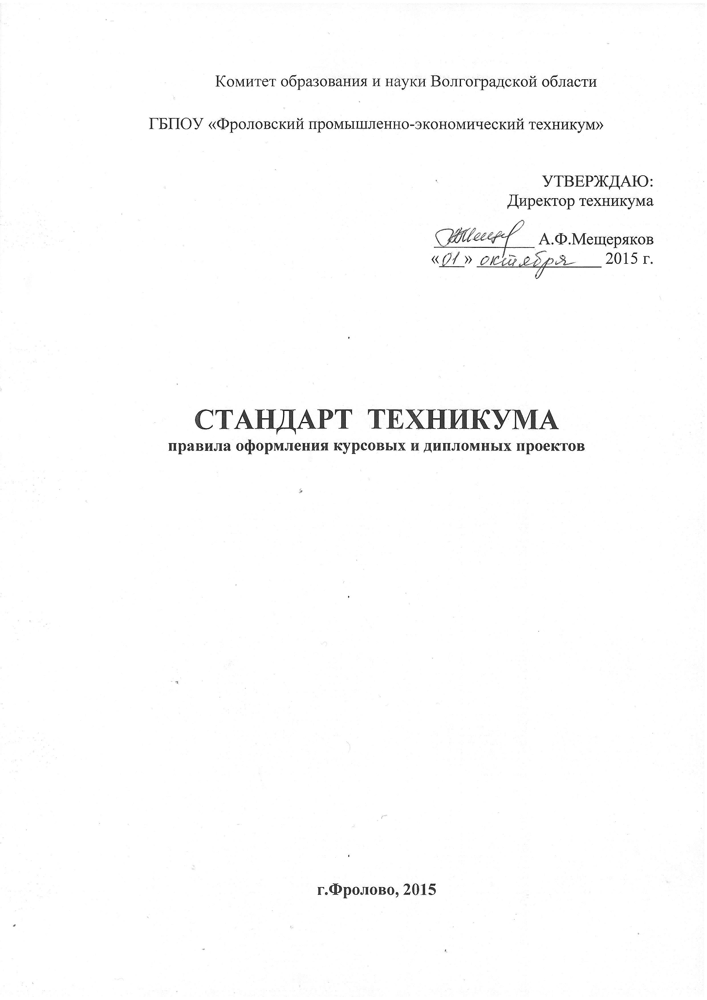 Комитет образования и науки Волгоградской области
ГБПОУ «Фроловский промышленно-экономический техникум»
УТВЕРЖДАЮ:
Директор техникума
А.Ф.Мещеряков
«01» октября 2015 г.
СТАНДАРТ ТЕХНИКУМА
правила оформления курсовых и дипломных проектов
г.Фролово, 2015